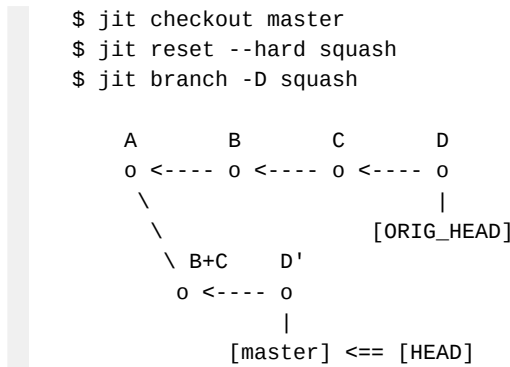 $ jit checkout master
$ jit reset --hard squash
$ jit branch -D squash
A B C D
o <---- o <---- o <---- o
\ |
\ [ORIG_HEAD]
\ B+C D'
o <---- o
|
[master] <== [HEAD]